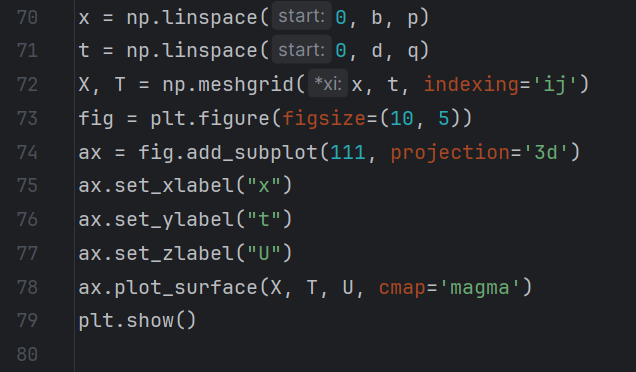 70 x = np.linspace(start: 0, b, p)
71 t = np.linspace(start: 0, d, q)
72 X, T = np.meshgrid(*xi: x, t, indexing='ij')
73 fig = plt.figure(figsize=(10, 5))
74 ax = fig.add_subplot(111, projection='3d')
75 ax.set_xlabel("x")
76 ax.set_ylabel("t")
77 ax.set_zlabel("U")
78 ax.plot_surface(X, T, U, cmap='magma')
79 plt.show()
80